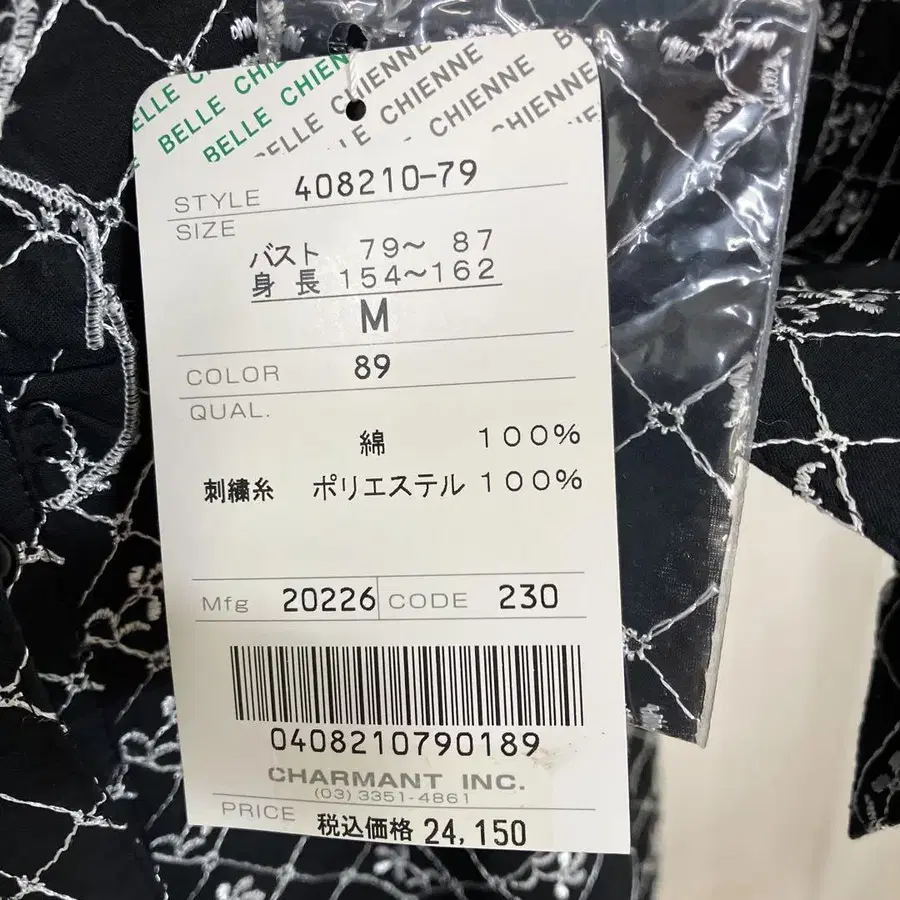 BELLE CHIENNE BELLE CHIENNE
BELLE CHIENNE
STYLE 408210-79
SIZE
バスト 79~ 87
身長 154~162
M
COLOR 89
QUAL.
綿 100%
刺繍糸 ポリエステル 100%
Mfg 20226 CODE 230
0408210790189
CHARMANT INC.
(03) 3351-4861
PRICE 税込価格 24,150